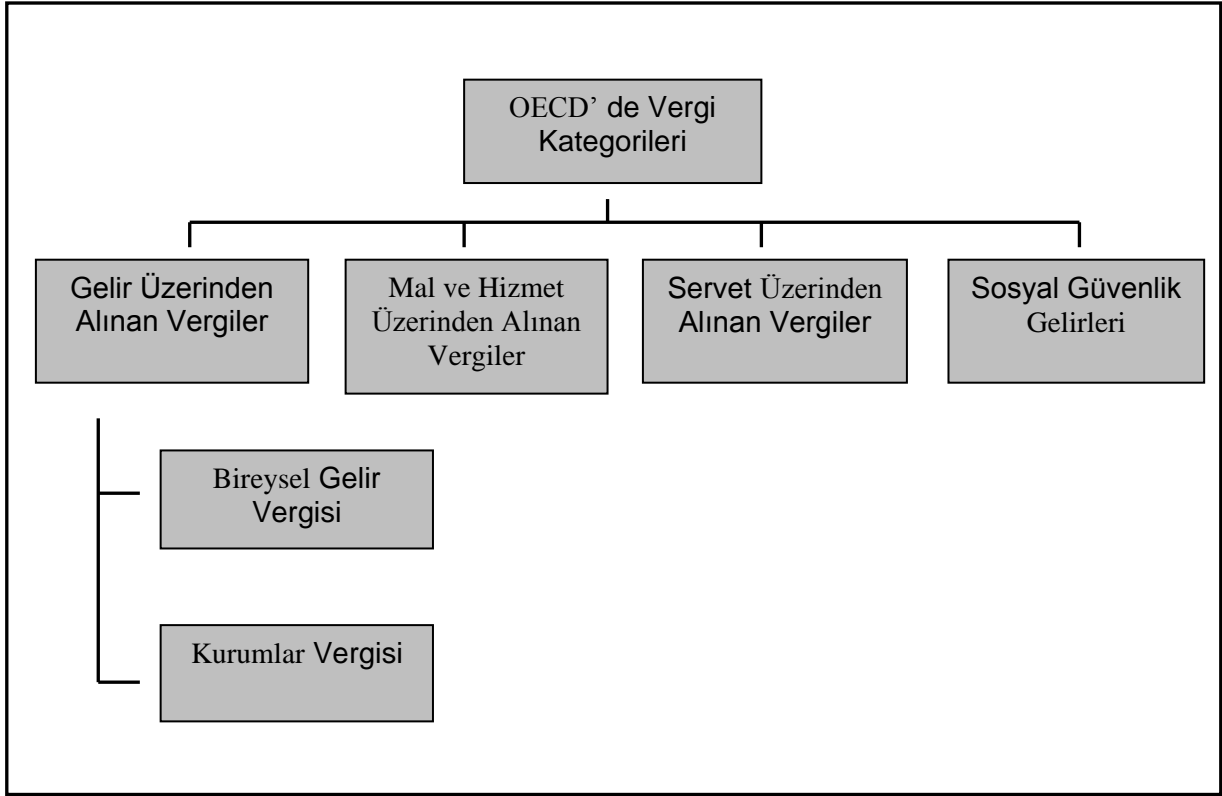 OECD’ de Vergi
Kategorileri
Gelir Üzerinden
Alınan Vergiler
Mal ve Hizmet
Üzerinden Alınan
Vergiler
Servet Üzerinden
Alınan Vergiler
Sosyal Güvenlik
Gelirleri
Bireysel Gelir
Vergisi
Kurumlar Vergisi